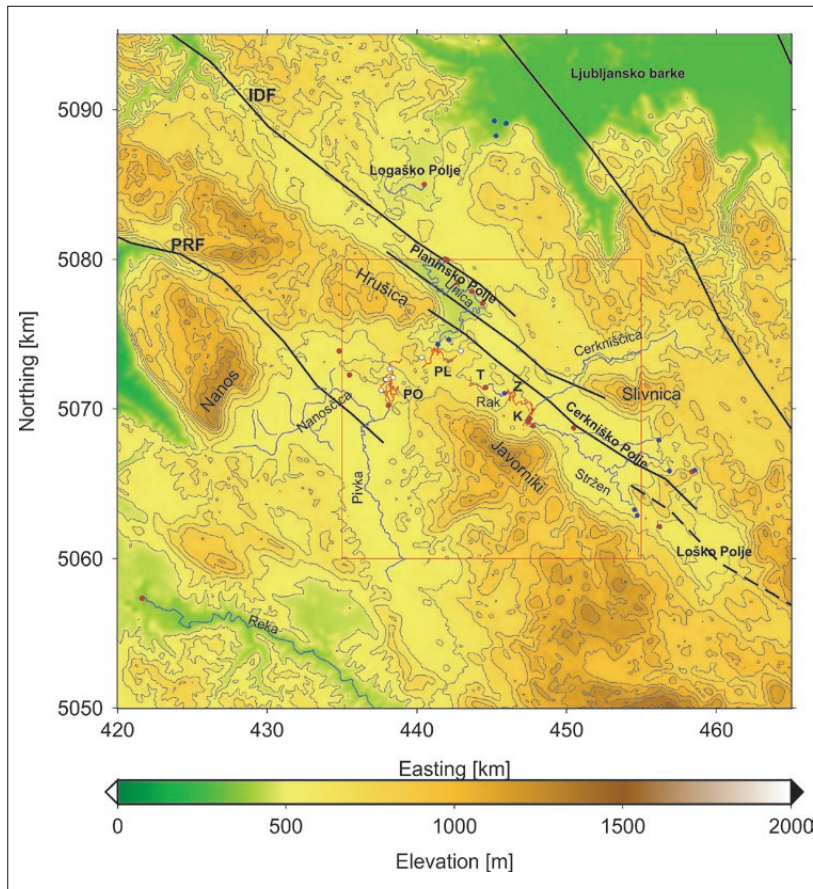 Ljubljansko barke
IDF
5090
Logaško Polje
PRF
5080
Planinsko Polje
Unica
Hrušica
Cerkniščica
Nanos
PL
T
Z
Slivnica
PO
Rak
K
5070
Nanoščica
Cerkniško Polje
Javorniki
Stržen
Pivka
Loško Polje
5060
Reka
5050
Northing [km]
420 430 440 450 460
Easting [km]
0 500 1000 1500 2000
Elevation [m]